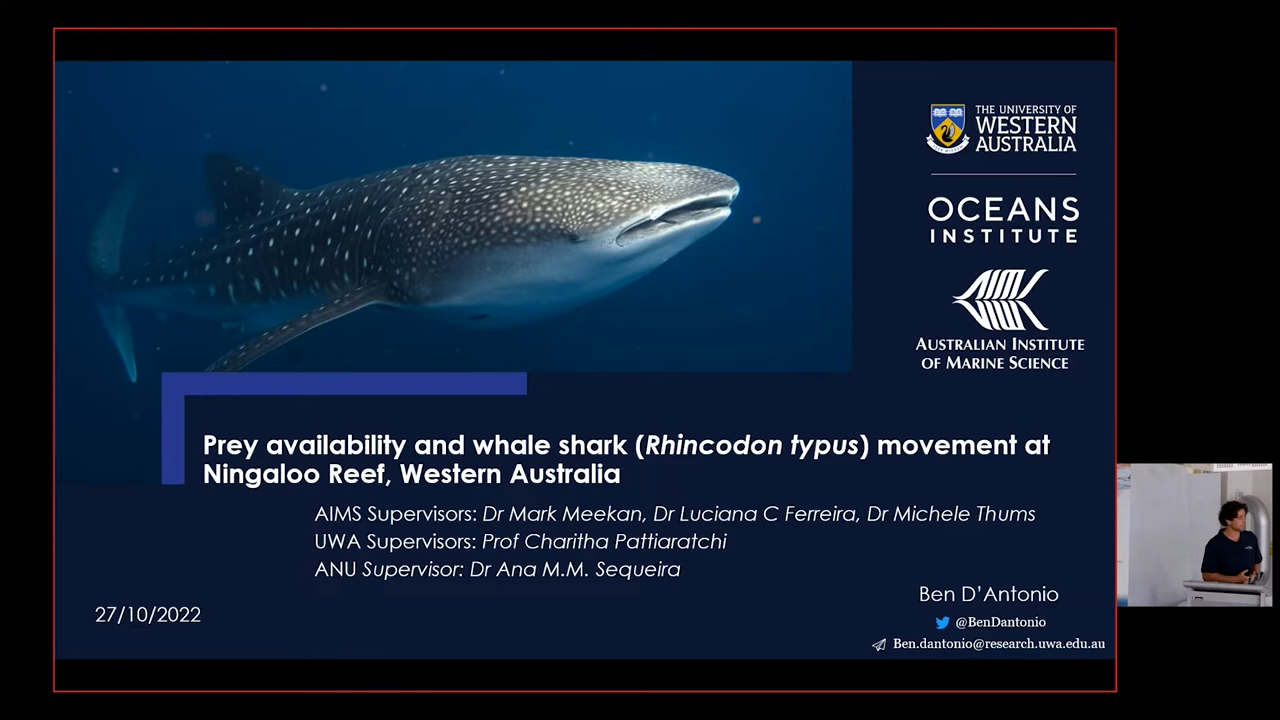 THE UNIVERSITY OF
WESTERN
AUSTRALIA
OCEANS
INSTITUTE
AUSTRALIAN INSTITUTE
OF MARINE SCIENCE
Prey availability and whale shark (Rhincodon typus) movement at
Ningaloo Reef, Western Australia
AIMS Supervisors: Dr Mark Meekan, Dr Luciana C Ferreira, Dr Michele Thums
UWA Supervisors: Prof Charitha Pattiaratchi
ANU Supervisor: Dr Ana M.M. Sequeira
Ben D'Antonio
27/10/2022
@BenDantonio
Ben.dantonio@research.uwa.edu.au